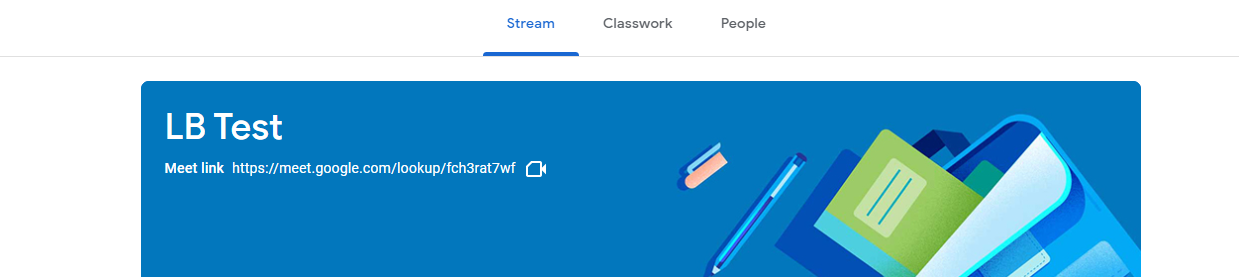 Stream Classwork People
LB Test
Meet link https://meet.google.com/lookup/fch3rat7wf